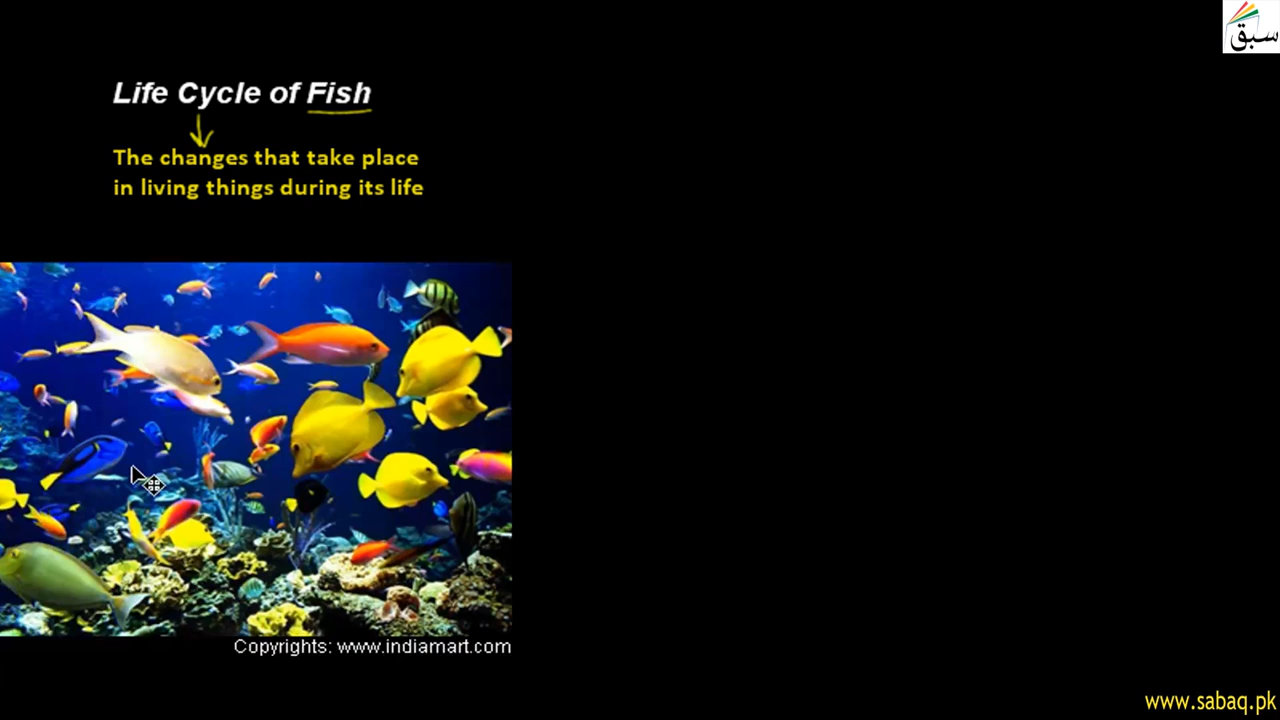 سبق
Life Cycle of Fish
The changes that take place
in living things during its life
Copyrights: www.indiamart.com
www.sabaq.pk